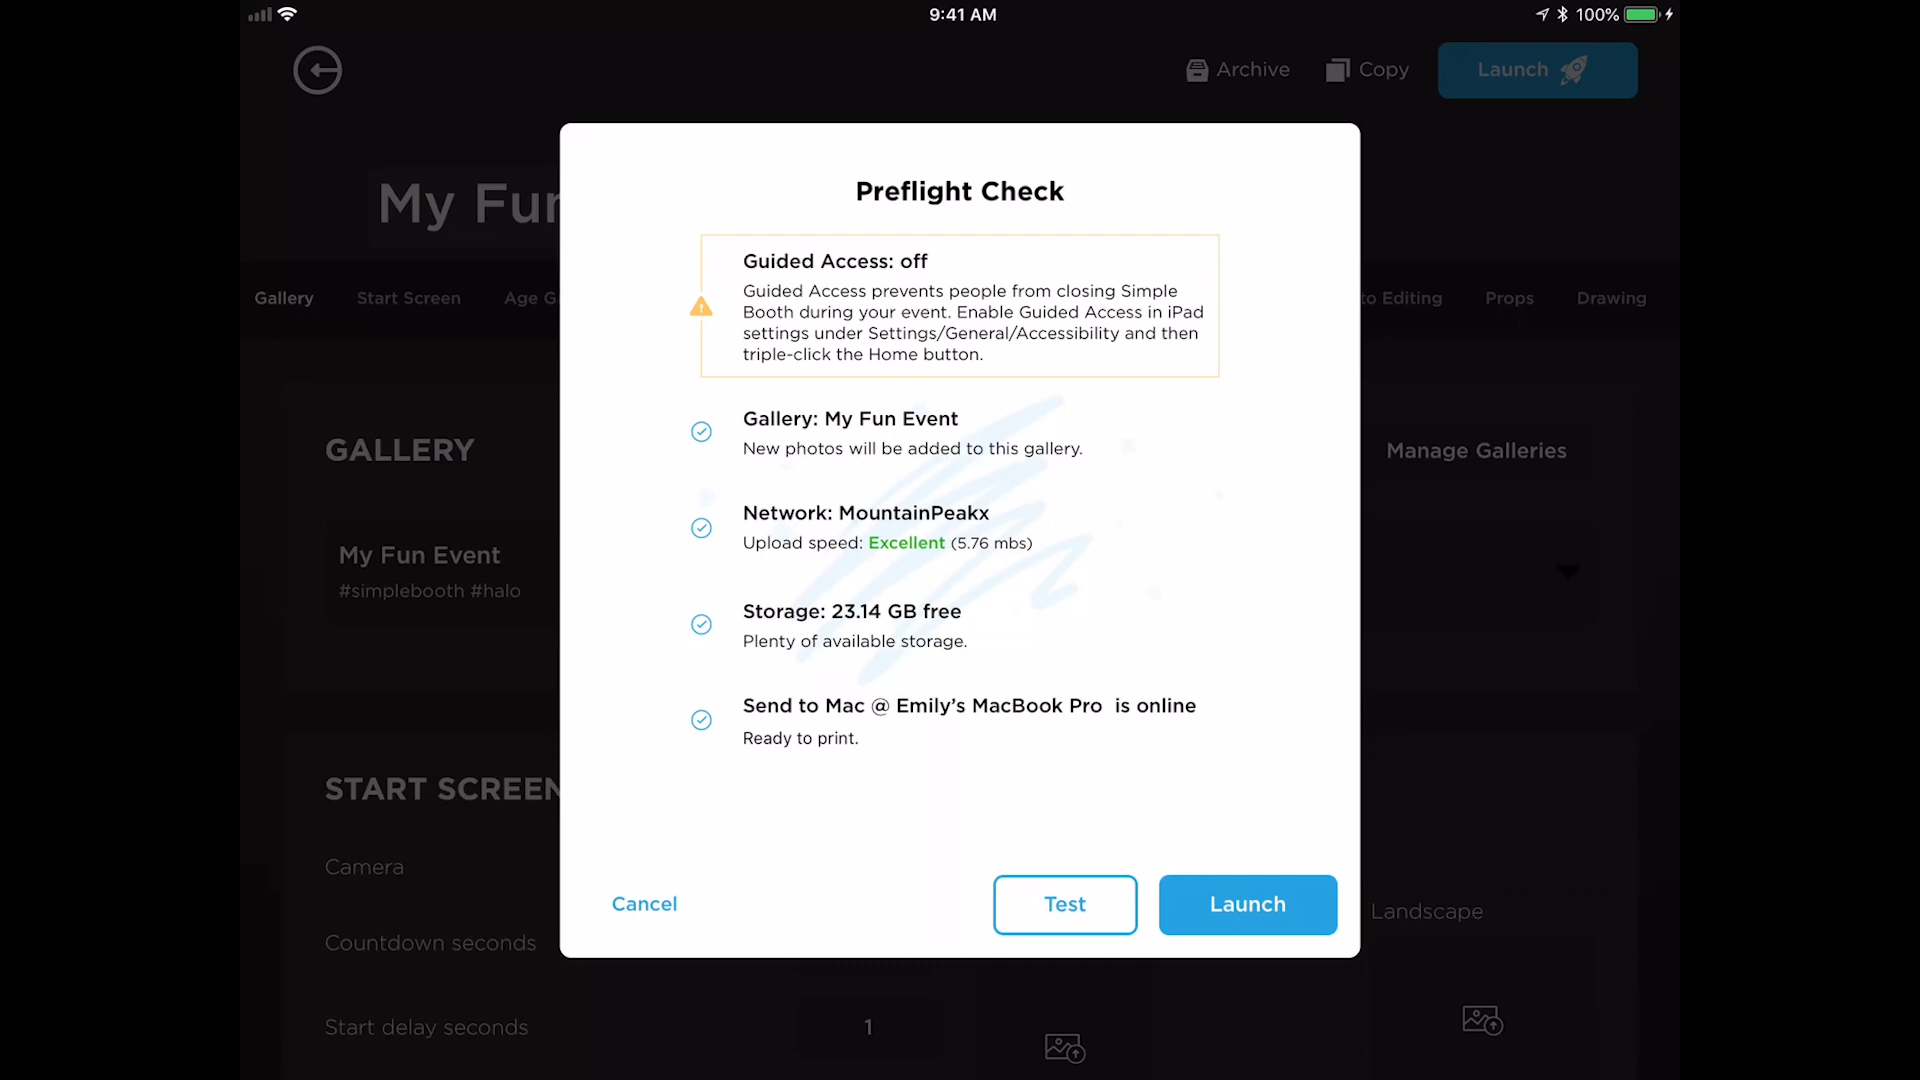 9:41 AM
100%
Archive
Copy
Launch
My Fun
Gallery
Start Screen
Age G
to Editing
Props
Drawing
Preflight Check
Guided Access: off
Guided Access prevents people from closing Simple
Booth during your event. Enable Guided Access in iPad
settings under Settings/General/Accessibility and then
triple-click the Home button.
Gallery: My Fun Event
New photos will be added to this gallery.
Network: MountainPeakx
Upload speed: Excellent (5.76 mbs)
Storage: 23.14 GB free
Plenty of available storage.
Send to Mac @ Emily’s MacBook Pro is online
Ready to print.
Cancel
Test
Launch
GALLERY
Manage Galleries
My Fun Event
#simplebooth #halo
START SCREEN
Camera
Landscape
Countdown seconds
Start delay seconds
1